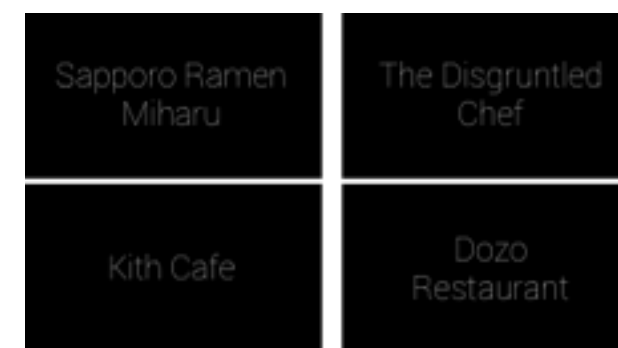 Sapporo Ramen
Miharu
The Disgruntled
Chef
Kith Cafe
Dozo
Restaurant